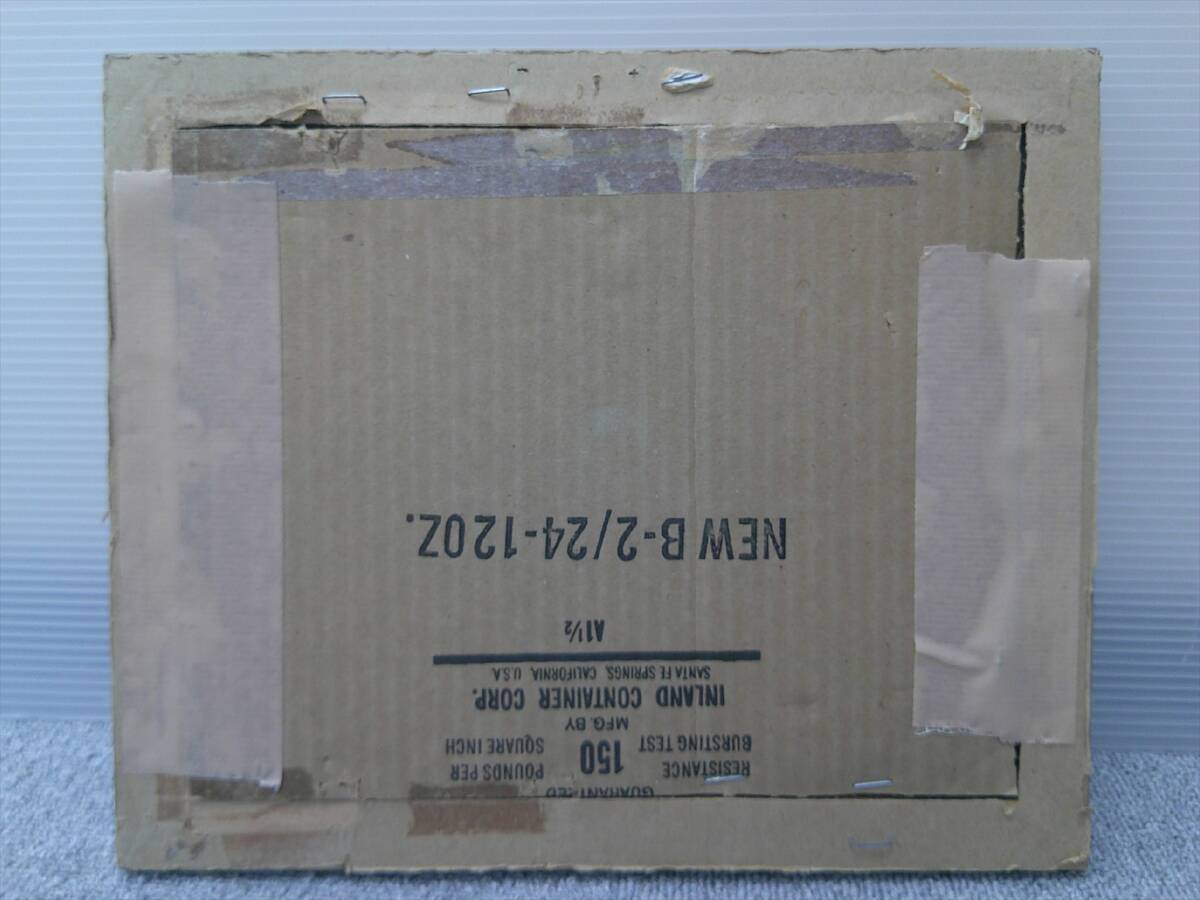 GUARANTEED
RESISTANCE 150 POUNDS PER
BURSTING TEST SQUARE INCH
MFG. BY
INLAND CONTAINER CORP.
SANTA FE SPRINGS, CALIFORNIA, U.S.A.
A1½
NEW B-2/24-12OZ.